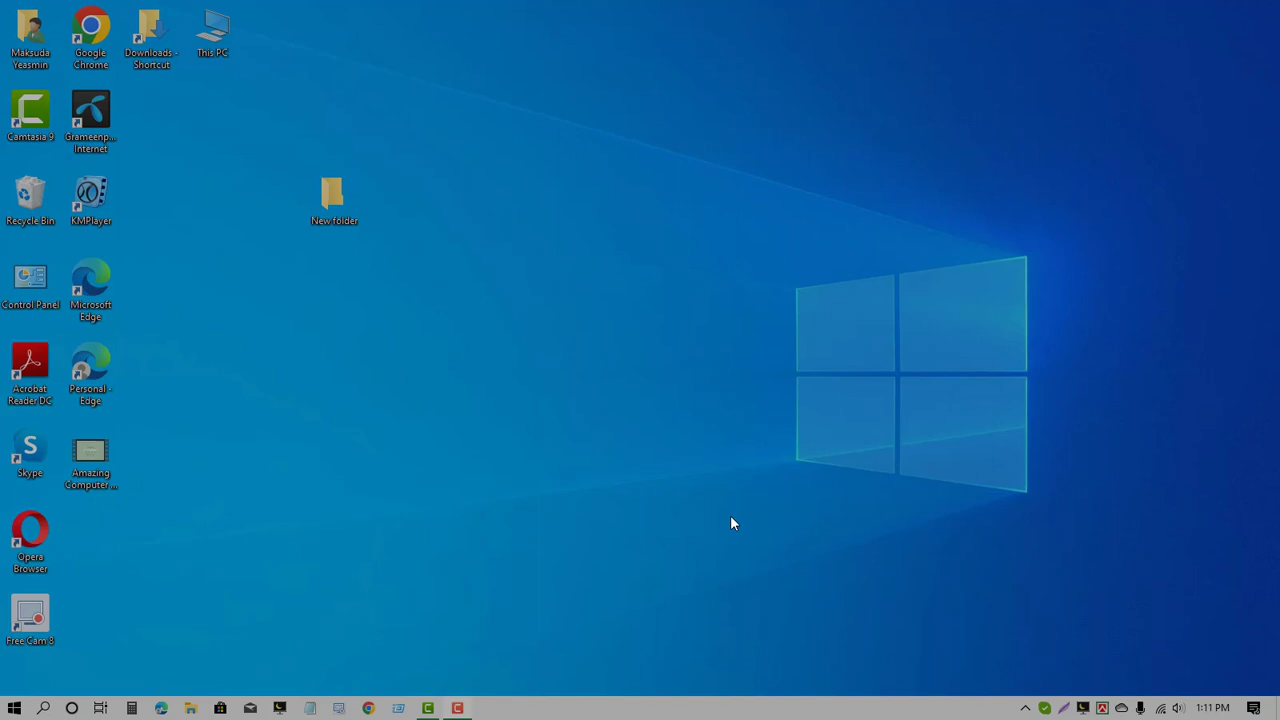 Maksuda
Yeasmin
Google
Chrome
Downloads -
Shortcut
This PC
Camtasia 9
Grameenp...
Internet
New folder
Recycle Bin
KMPlayer
Control Panel
Microsoft
Edge
Acrobat
Reader DC
Personal -
Edge
Skype
Amazing
Computer ...
Opera
Browser
Free Cam 8
1:11 PM